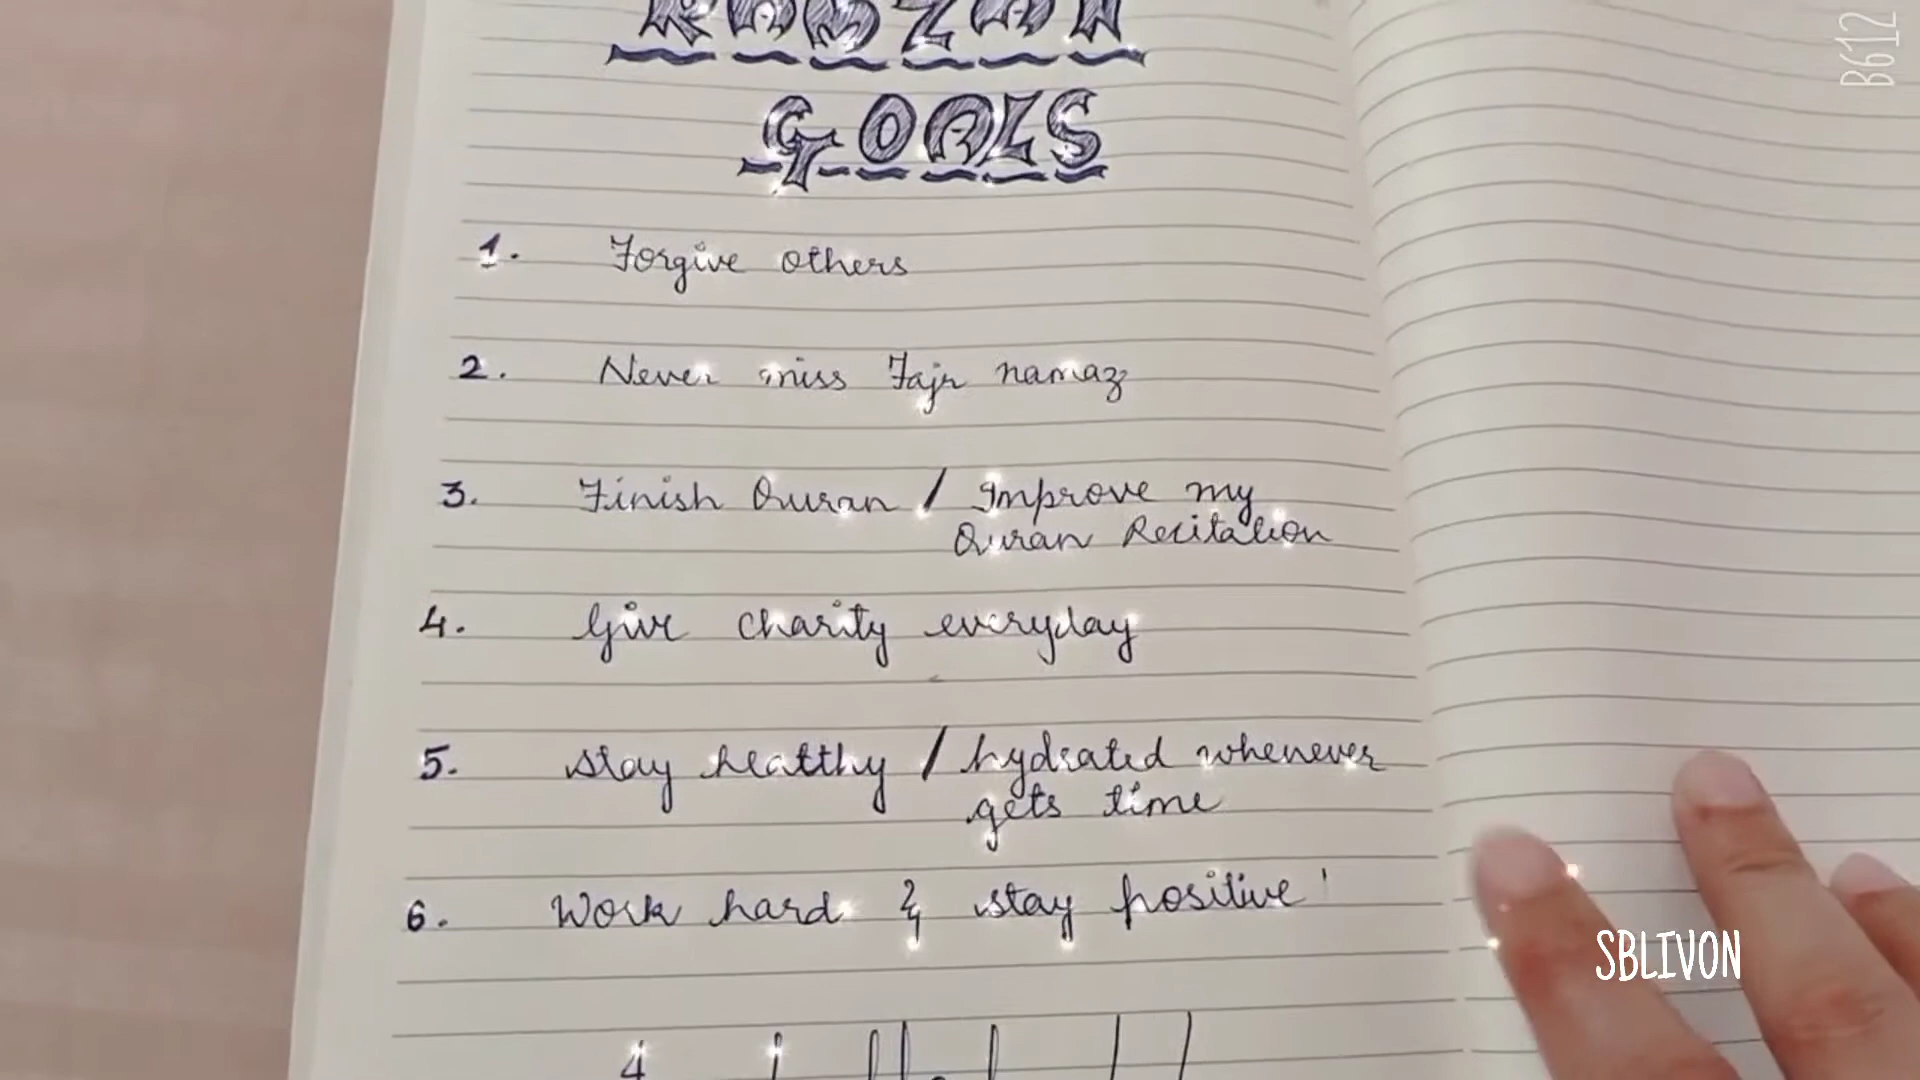 RAMZAN
GOALS
1. Forgive others
2. Never miss Fajr namaz
3. Finish Quran / Improve my
Quran Recitation
4. Give charity everyday
5. stay healthy / hydrated whenever
gets time
6. Work hard & stay positive
B612
SBLIVON